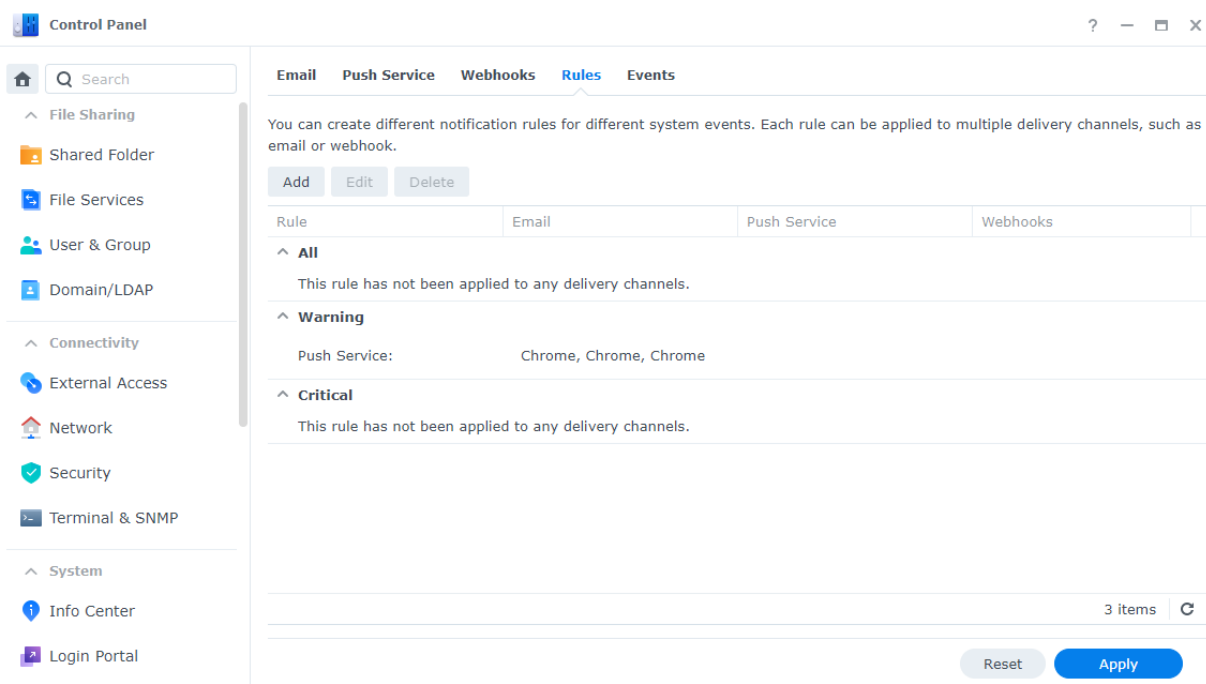 Control Panel
Search
File Sharing
Shared Folder
File Services
User & Group
Domain/LDAP
Connectivity
External Access
Network
Security
Terminal & SNMP
System
Info Center
Login Portal
Email Push Service Webhooks Rules Events
You can create different notification rules for different system events. Each rule can be applied to multiple delivery channels, such as
email or webhook.
Add Edit Delete
Rule Email Push Service Webhooks
All
This rule has not been applied to any delivery channels.
Warning
Push Service: Chrome, Chrome, Chrome
Critical
This rule has not been applied to any delivery channels.
3 items
Reset Apply